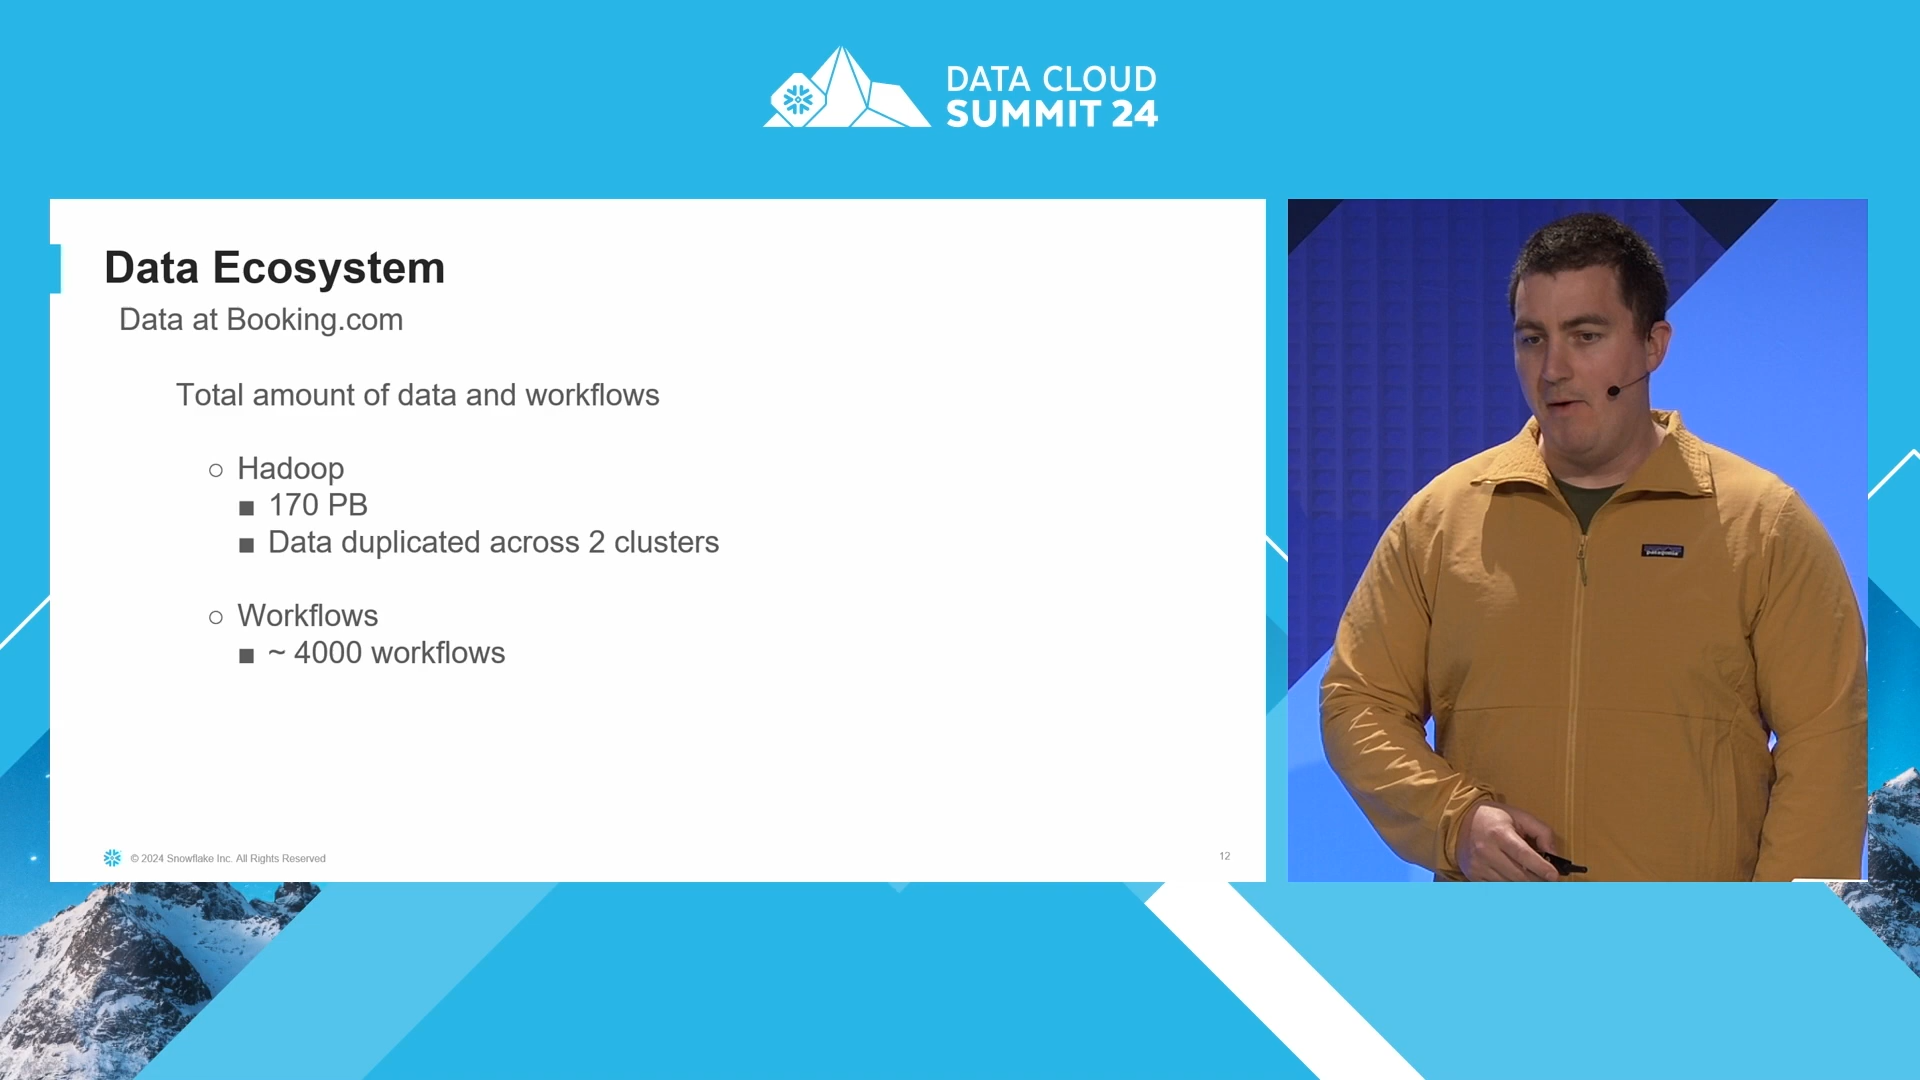 DATA CLOUD
SUMMIT 24
Data Ecosystem
Data at Booking.com
Total amount of data and workflows
○ Hadoop
■ 170 PB
■ Data duplicated across 2 clusters
○ Workflows
■ ~ 4000 workflows
© 2024 Snowflake Inc. All Rights Reserved
12
patagonia